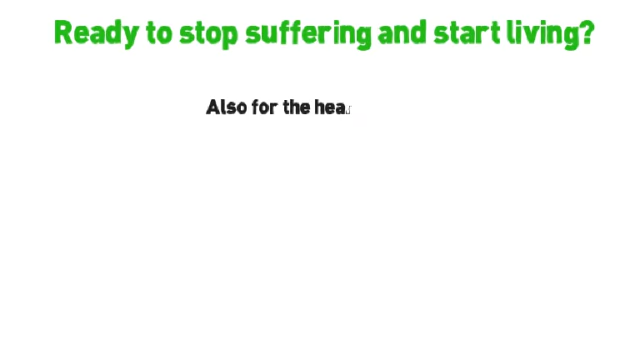 Ready to stop suffering and start living?
Also for the hea